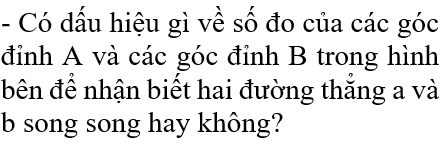 - Có dấu hiệu gì về số đo của các góc
đỉnh A và các góc đỉnh B trong hình
bên để nhận biết hai đường thẳng a và
b song song hay không?